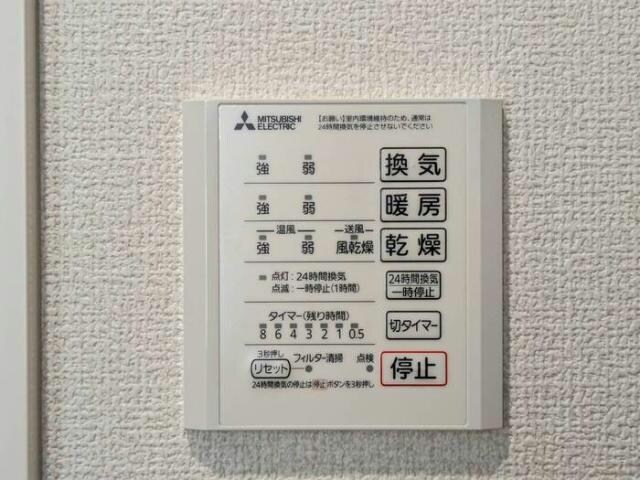 MITSUBISHI
ELECTRIC
【お願い】室内環境維持のため、通常は
24時間換気を停止させないでください
強 弱 換気
強 弱 暖房
温風 送風
強 弱 風乾燥 乾燥
点灯:24時間換気
点滅:一時停止(1時間)
24時間換気
一時停止
タイマー(残り時間)
8 6 4 3 2 1 0.5
切タイマー
3秒押し
リセット フィルター清掃 点検
停止
24時間換気の停止は停止ボタンを3秒押し